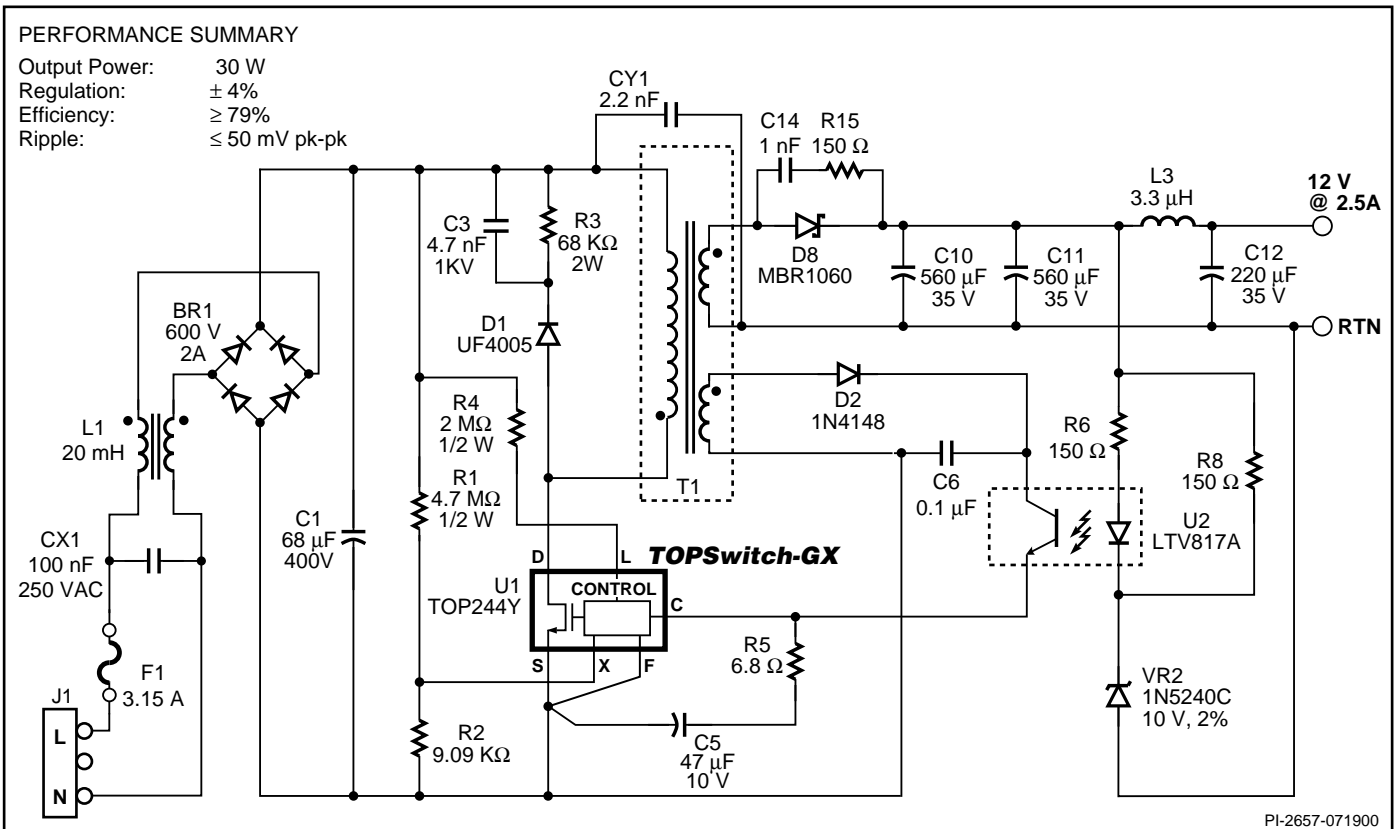 PERFORMANCE SUMMARY
Output Power: 30 W
Regulation: ± 4%
Efficiency: ≥ 79%
Ripple: ≤ 50 mV pk-pk
CY1
2.2 nF
C14
1 nF
R15
150 Ω
L3
3.3 µH
12 V
@ 2.5A
C3
4.7 nF
1KV
R3
68 KΩ
2W
D8
MBR1060
C10
560 µF
35 V
C11
560 µF
35 V
C12
220 µF
35 V
RTN
BR1
600 V
2A
D1
UF4005
D2
1N4148
R4
2 MΩ
1/2 W
R6
150 Ω
R8
150 Ω
L1
20 mH
T1
C6
0.1 µF
R1
4.7 MΩ
1/2 W
C1
68 µF
400V
U2
LTV817A
CX1
100 nF
250 VAC
D
L
TOPSwitch-GX
U1
TOP244Y
CONTROL
C
S
X
F
R5
6.8 Ω
F1
3.15 A
J1
L
N
VR2
1N5240C
10 V, 2%
R2
9.09 KΩ
C5
47 µF
10 V
PI-2657-071900